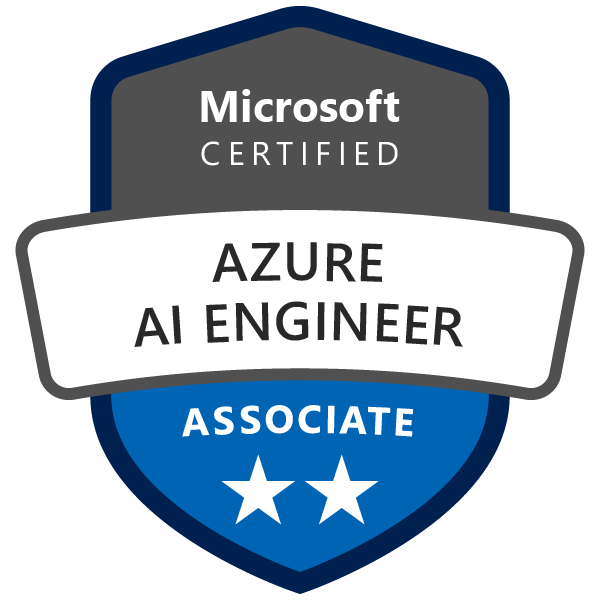 Microsoft
CERTIFIED
AZURE
AI ENGINEER
ASSOCIATE